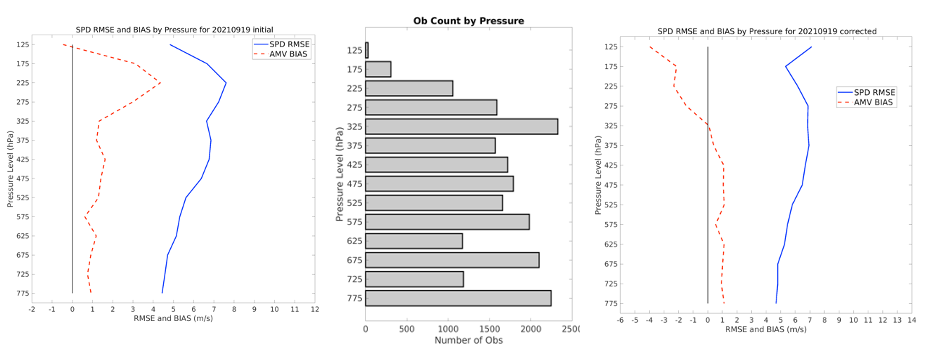 SPD RMSE and BIAS by Pressure for 20210919 initial
SPD RMSE
AMV BIAS
Pressure Level (hPa)
125
175
225
275
325
375
425
475
525
575
625
675
725
775
-2 -1 0 1 2 3 4 5 6 7 8 9 10 11 12
RMSE and BIAS (m/s)
Ob Count by Pressure
Pressure Level (hPa)
125
175
225
275
325
375
425
475
525
575
625
675
725
775
0 500 1000 1500 2000 2500
Number of Obs
SPD RMSE and BIAS by Pressure for 20210919 corrected
SPD RMSE
AMV BIAS
Pressure Level (hPa)
125
175
225
275
325
375
425
475
525
575
625
675
725
775
-6 -5 -4 -3 -2 -1 0 1 2 3 4 5 6 7 8 9 10 11 12 13 14
RMSE and BIAS (m/s)